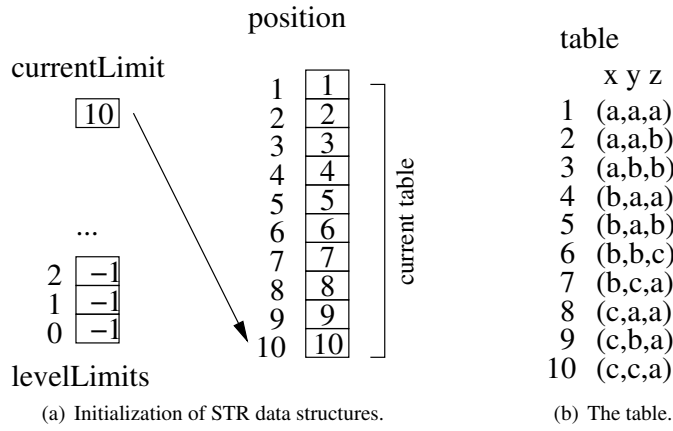 position
currentLimit
10
1 1
2 2
3 3
4 4
5 5
6 6
7 7
8 8
9 9
10 10
current table
...
2 −1
1 −1
0 −1
levelLimits
(a) Initialization of STR data structures.
table
x y z
1 (a,a,a)
2 (a,a,b)
3 (a,b,b)
4 (b,a,a)
5 (b,a,b)
6 (b,b,c)
7 (b,c,a)
8 (c,a,a)
9 (c,b,a)
10 (c,c,a)
(b) The table.